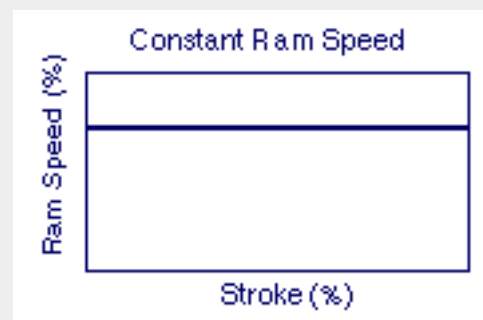 Constant Ram Speed
Ram Speed (%)
Stroke (%)